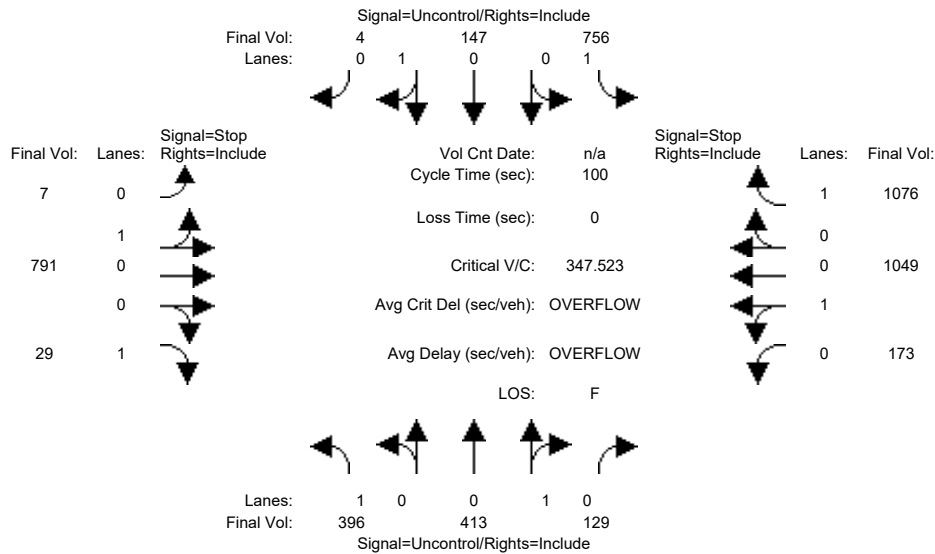 Signal=Uncontrol/Rights=Include
Final Vol: 4 147 756
Lanes: 0 1 0 0 1
Signal=Stop
Final Vol: Lanes: Rights=Include
Vol Cnt Date: n/a
Signal=Stop
Rights=Include Lanes: Final Vol:
Cycle Time (sec): 100
7 0
1 1076
Loss Time (sec): 0
1
0
791 0
Critical V/C: 347.523
0 1049
0
Avg Crit Del (sec/veh): OVERFLOW
1
29 1
Avg Delay (sec/veh): OVERFLOW
0 173
LOS: F
Lanes: 1 0 0 1 0
Final Vol: 396 413 129
Signal=Uncontrol/Rights=Include